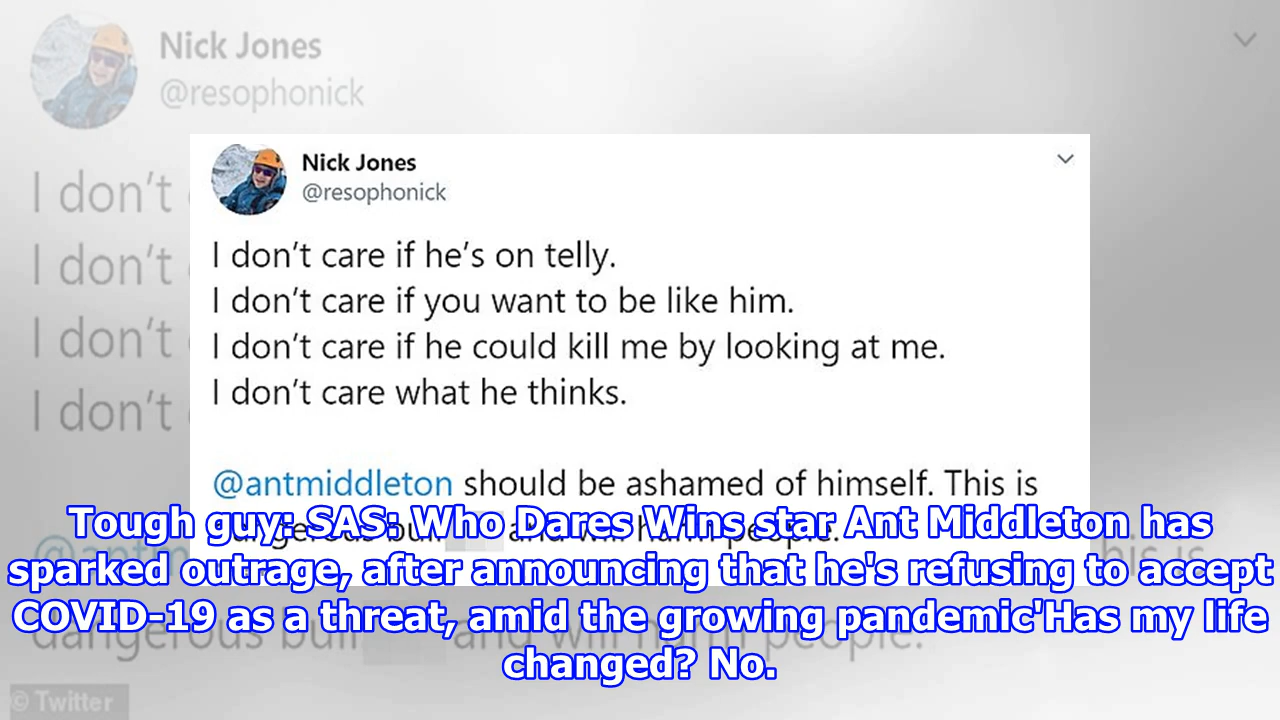 Nick Jones
@resophonick
I don't
I don't
I don't
I don't
Nick Jones
@resophonick
I don't care if he's on telly.
I don't care if you want to be like him.
I don't care if he could kill me by looking at me.
I don't care what he thinks.
@antmiddleton should be ashamed of himself. This is
and will harm people.
Tough guy: SAS: Who Dares Wins star Ant Middleton has
sparked outrage, after announcing that he's refusing to accept
COVID-19 as a threat, amid the growing pandemic'Has my life
changed? No.
dangerous bull and will harm people.
© Twitter